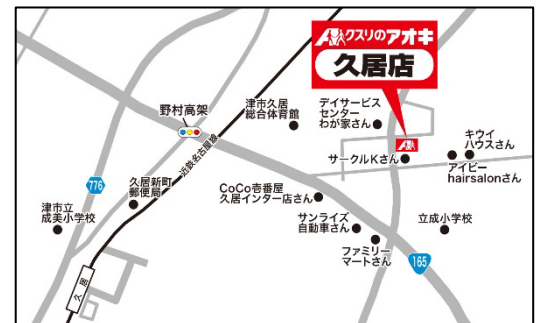 クスリのアオキ
久居店
野村高架
津市久居
総合体育館
デイサービス
センター
わが家さん
キウイ
ハウスさん
サークルKさん
アイビー
hairsalonさん
近鉄名古屋線
776
久居新町
郵便局
CoCo壱番屋
久居インター店さん
津市立
成美小学校
サンライズ
自動車さん
立成小学校
ファミリー
マートさん
165
久居